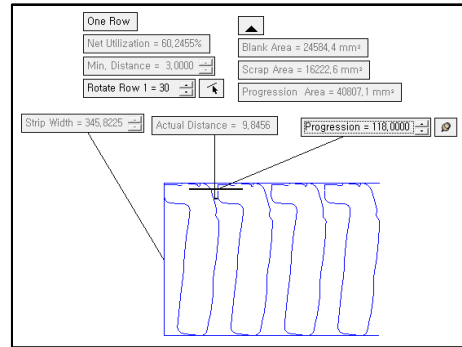 One Row
Net Utilization = 60,2455%
Min, Distance = 3,0000
Rotate Row 1 = 30
Blank Area = 24584,4 mm²
Scrap Area = 16222,6 mm²
Progression Area = 40807,1 mm²
Strip Width = 345,8225
Actual Distance = 9,8456
Progression = 118,0000